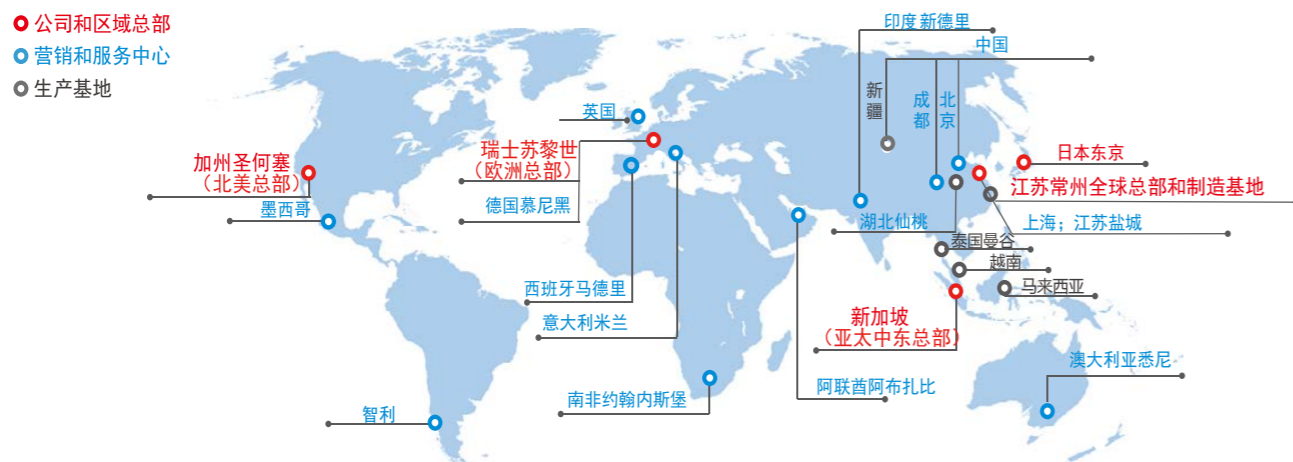 公司和区域总部
营销和服务中心
生产基地
印度新德里
中国
新疆
成都
北京
英国
瑞士苏黎世
（欧洲总部）
加州圣何塞
（北美总部）
日本东京
江苏常州全球总部和制造基地
墨西哥
德国慕尼黑
湖北仙桃
上海；江苏盐城
泰国曼谷
越南
马来西亚
西班牙马德里
意大利米兰
新加坡
（亚太中东总部）
澳大利亚悉尼
南非约翰内斯堡
阿联酋阿布扎比
智利